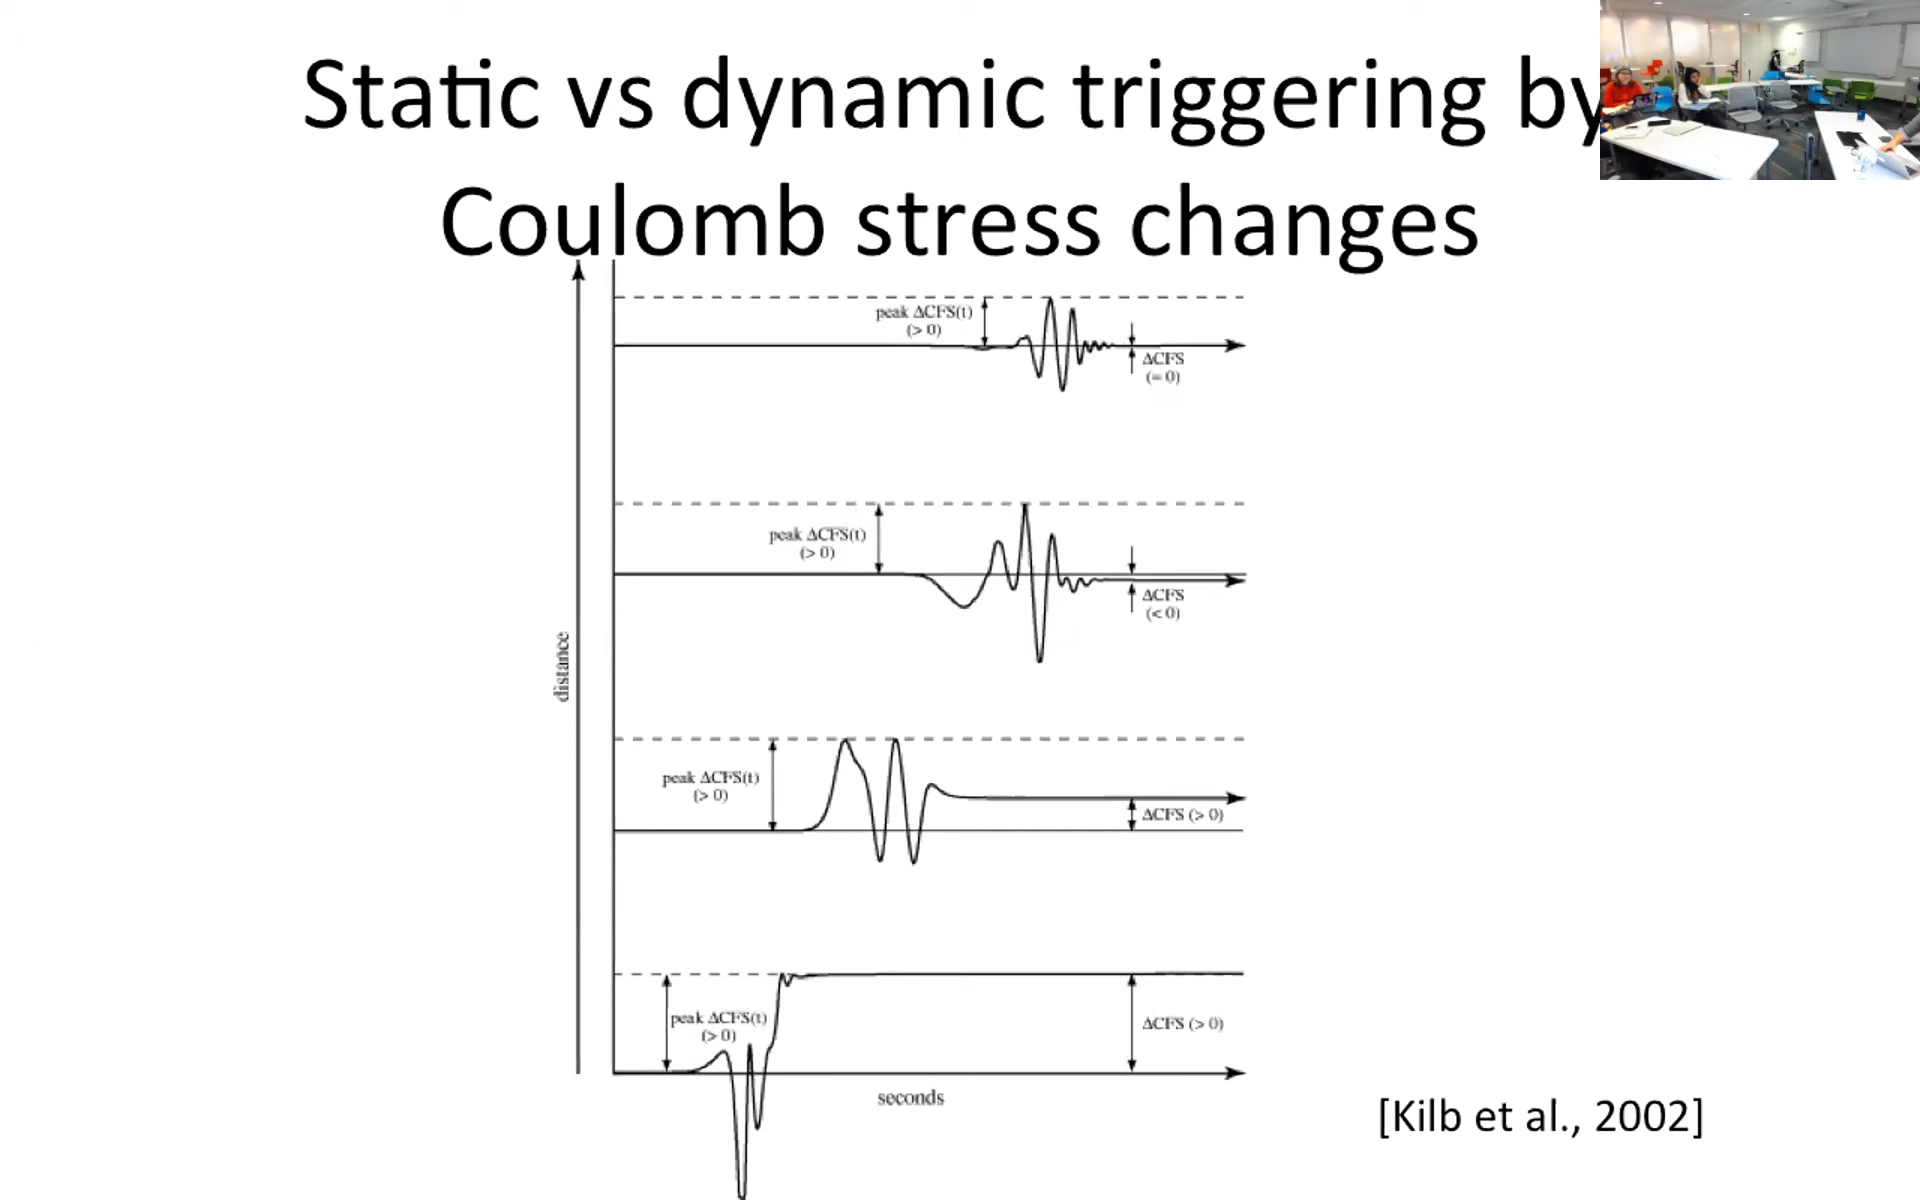 Static vs dynamic triggering by
Coulomb stress changes
peak ΔCFS(t)
(> 0)
ΔCFS
(= 0)
peak ΔCFS(t)
(> 0)
ΔCFS
(< 0)
distance
peak ΔCFS(t)
(> 0)
ΔCFS (> 0)
peak ΔCFS(t)
(> 0)
ΔCFS (> 0)
seconds
[Kilb et al., 2002]